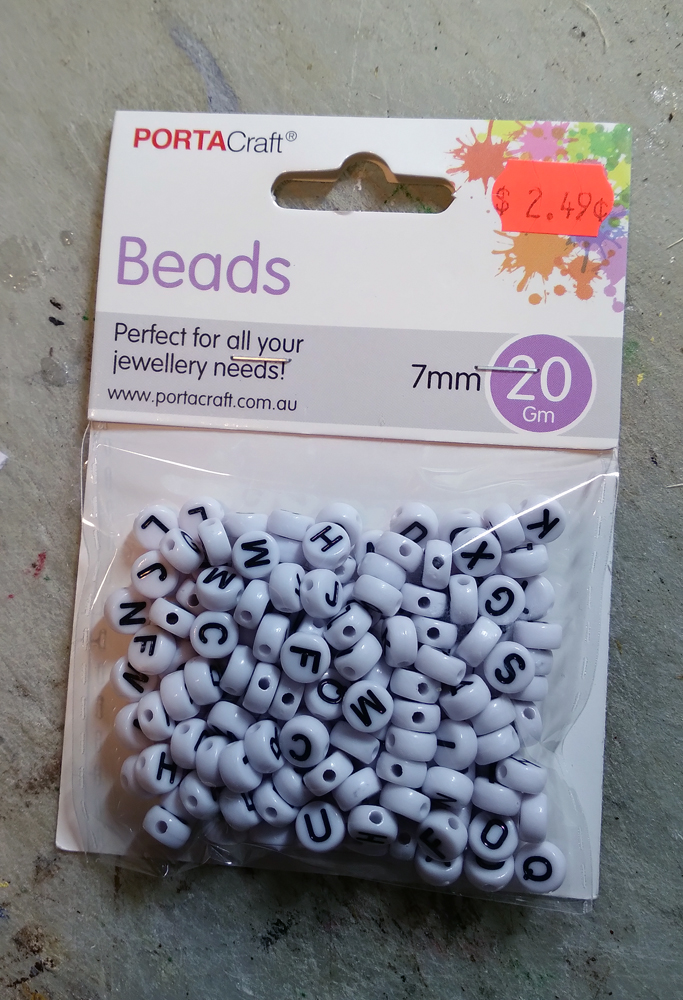 PORTACraft®
$ 2.49¢
Beads
Perfect for all your
jewellery needs!
www.portacraft.com.au
7mm
20
Gm
L
H
D
K
W
X
J
M
J
G
N
C
F
F
S
M
C
I
H
N
U
H
F
O
Q